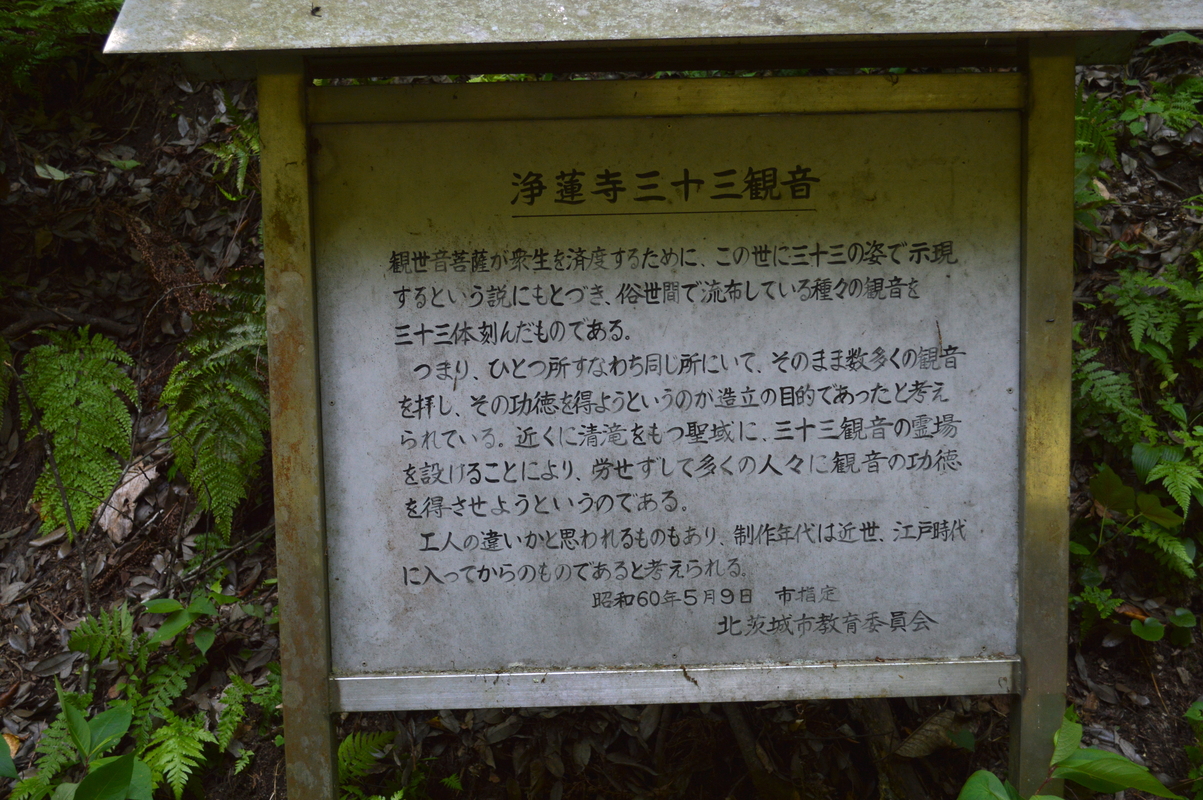 浄蓮寺三十三観音
観世音菩薩が衆生を済度するために、この世に三十三の姿で示現
するという説にもとづき、俗世間で流布している種々の観音を
三十三体刻んだものである。
つまり、ひとつ所すなわち同じ所にいて、そのまま数多くの観音
を拝し、その功徳を得ようというのが造立の目的であったと考え
られている。近くに清滝をもつ聖域に、三十三観音の霊場
を設けることにより、労せずして多くの人々に観音の功徳
を得させようというのである。
工人の違いかと思われるものもあり、制作年代は近世、江戸時代
に入ってからのものであると考えられる。
昭和60年5月9日 市指定
北茨城市教育委員会